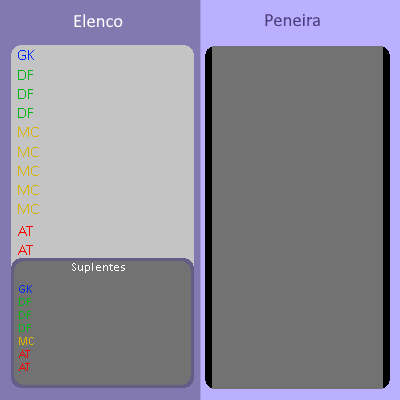 Elenco
GK
DF
DF
DF
MC
MC
MC
MC
MC
AT
AT
Suplentes
GK
DF
DF
DF
MC
AT
AT
Peneira